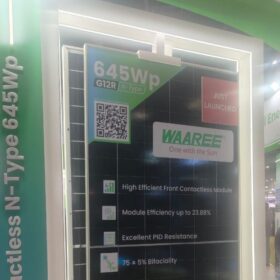 645Wp
G12R N-Type
JUST
LAUNCHED
WAAREE
One with the Sun
High Efficient Front Contactless Module
Module Efficiency up to 23.88%
Excellent PID Resistance
75 ± 5% Bifaciality
actless N-Type 645Wp